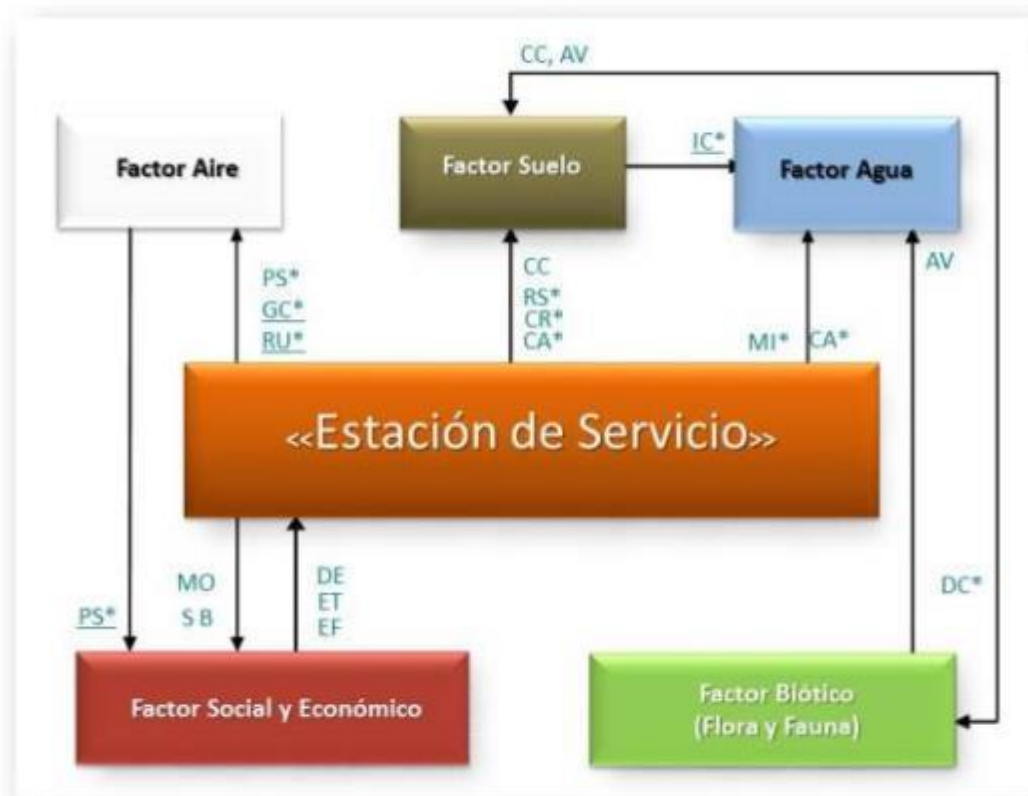 CC, AV
Factor Aire
Factor Suelo
IC*
Factor Agua
PS*
GC*
RU*
CC
RS*
CR*
CA*
MI*
CA*
AV
<<Estación de Servicio>>
PS*
MO
S B
DE
ET
EF
DC*
Factor Social y Económico
Factor Biótico
(Flora y Fauna)